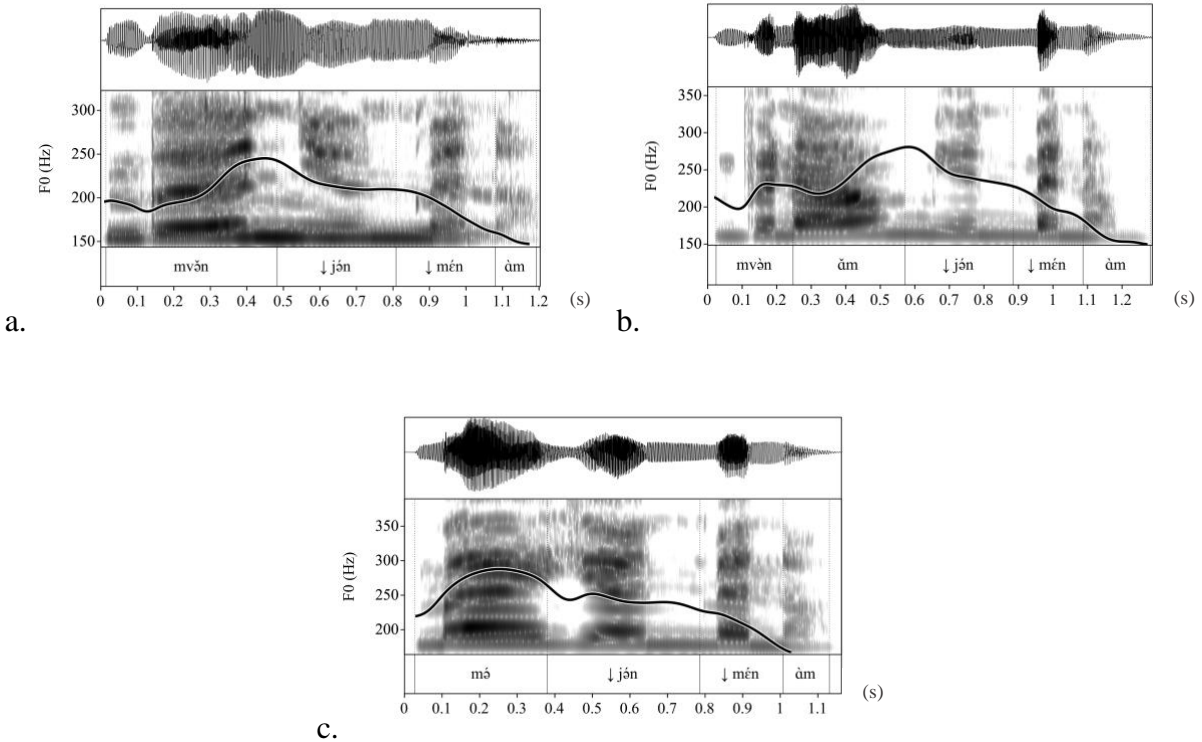 300
250
200
150
F0 (Hz)
mvə̌n ↓ jə́n ↓ mɛ́n àm
0 0.1 0.2 0.3 0.4 0.5 0.6 0.7 0.8 0.9 1 1.1 1.2 (s)
a.
350
300
250
200
150
F0 (Hz)
mvə̀n ǎm ↓ jə́n ↓ mɛ́n àm
0 0.1 0.2 0.3 0.4 0.5 0.6 0.7 0.8 0.9 1 1.1 1.2 (s)
b.
350
300
250
200
F0 (Hz)
mə́ ↓ jə́n ↓ mɛ́n àm
0 0.1 0.2 0.3 0.4 0.5 0.6 0.7 0.8 0.9 1 1.1 (s)
c.